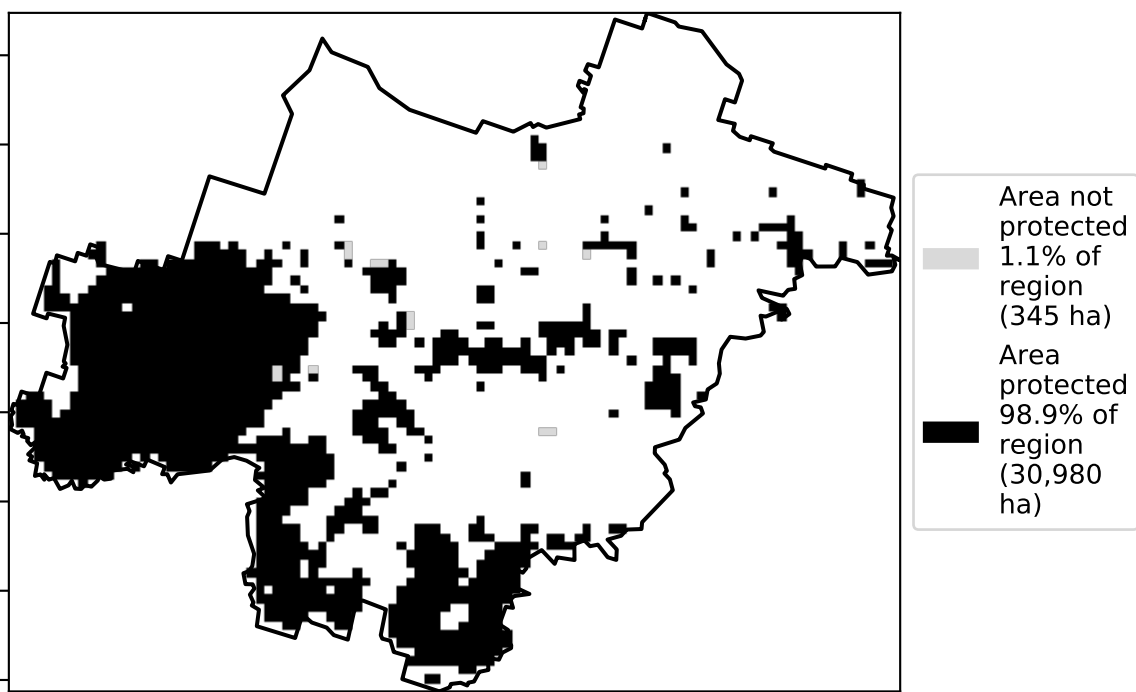 Area not
protected
1.1% of
region
(345 ha)
Area
protected
98.9% of
region
(30,980
ha)